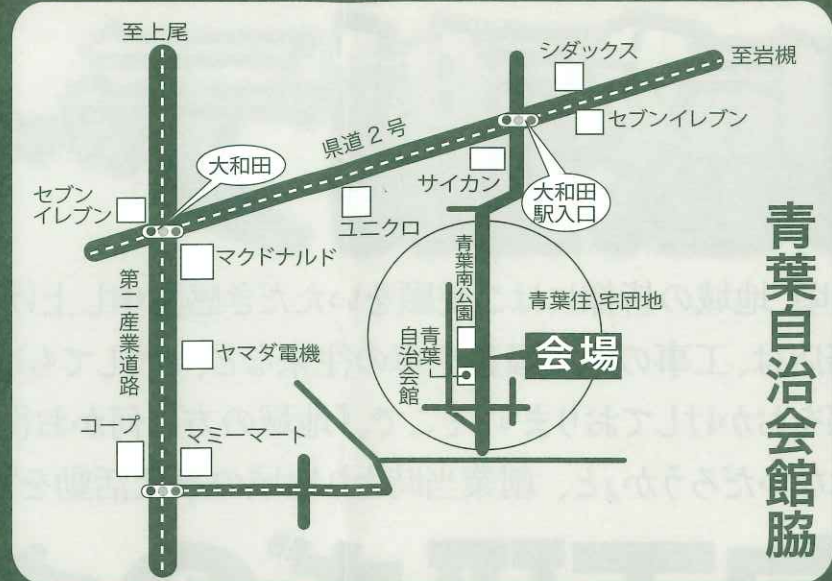 至上尾
シダックス
至岩槻
セブンイレブン
県道2号
大和田
サイカン
大和田
駅入口
セブン
イレブン
ユニクロ
マクドナルド
青葉南公園
青葉住宅団地
第二産業道路
ヤマダ電機
青葉
自治会館
会場
コープ
マミーマート
青葉自治会館脇